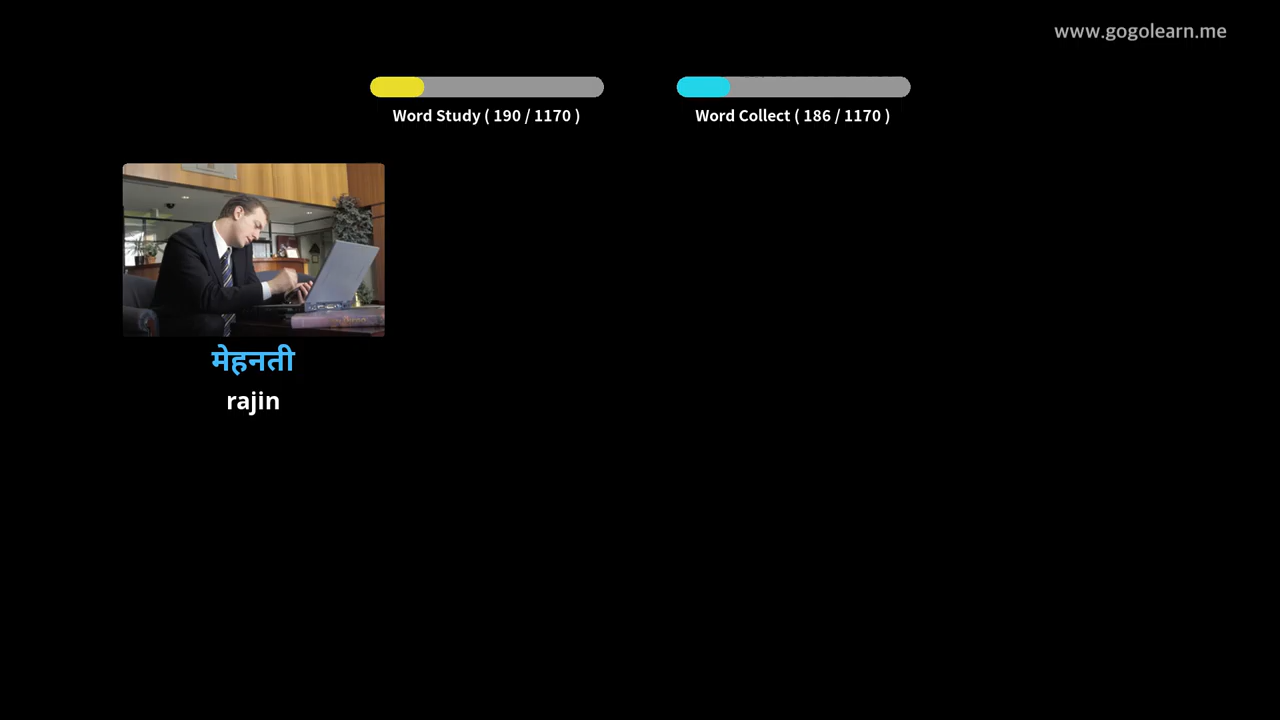 www.gogolearn.me
Word Study ( 190 / 1170 )
Word Collect ( 186 / 1170 )
मेहनती
rajin